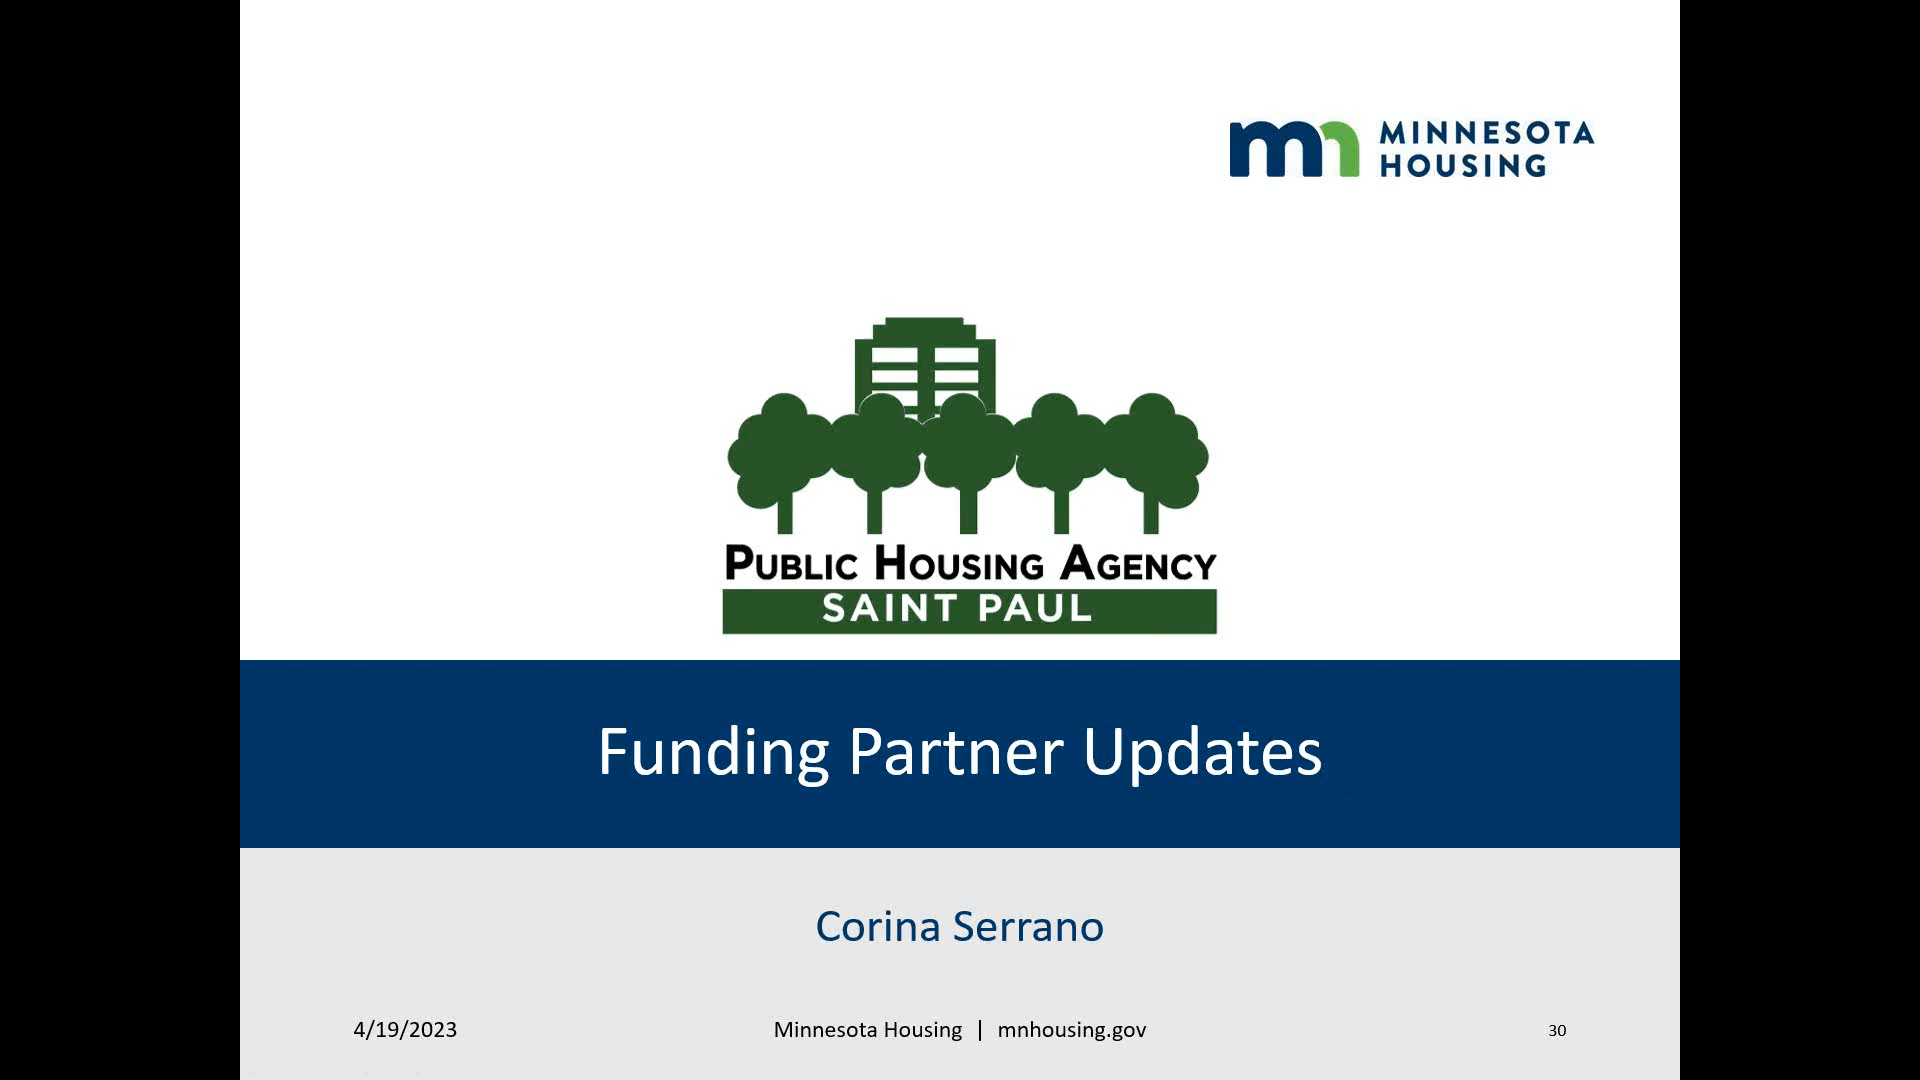 mn MINNESOTA
HOUSING
PUBLIC HOUSING AGENCY
SAINT PAUL
Funding Partner Updates
Corina Serrano
4/19/2023
Minnesota Housing | mnhousing.gov
30